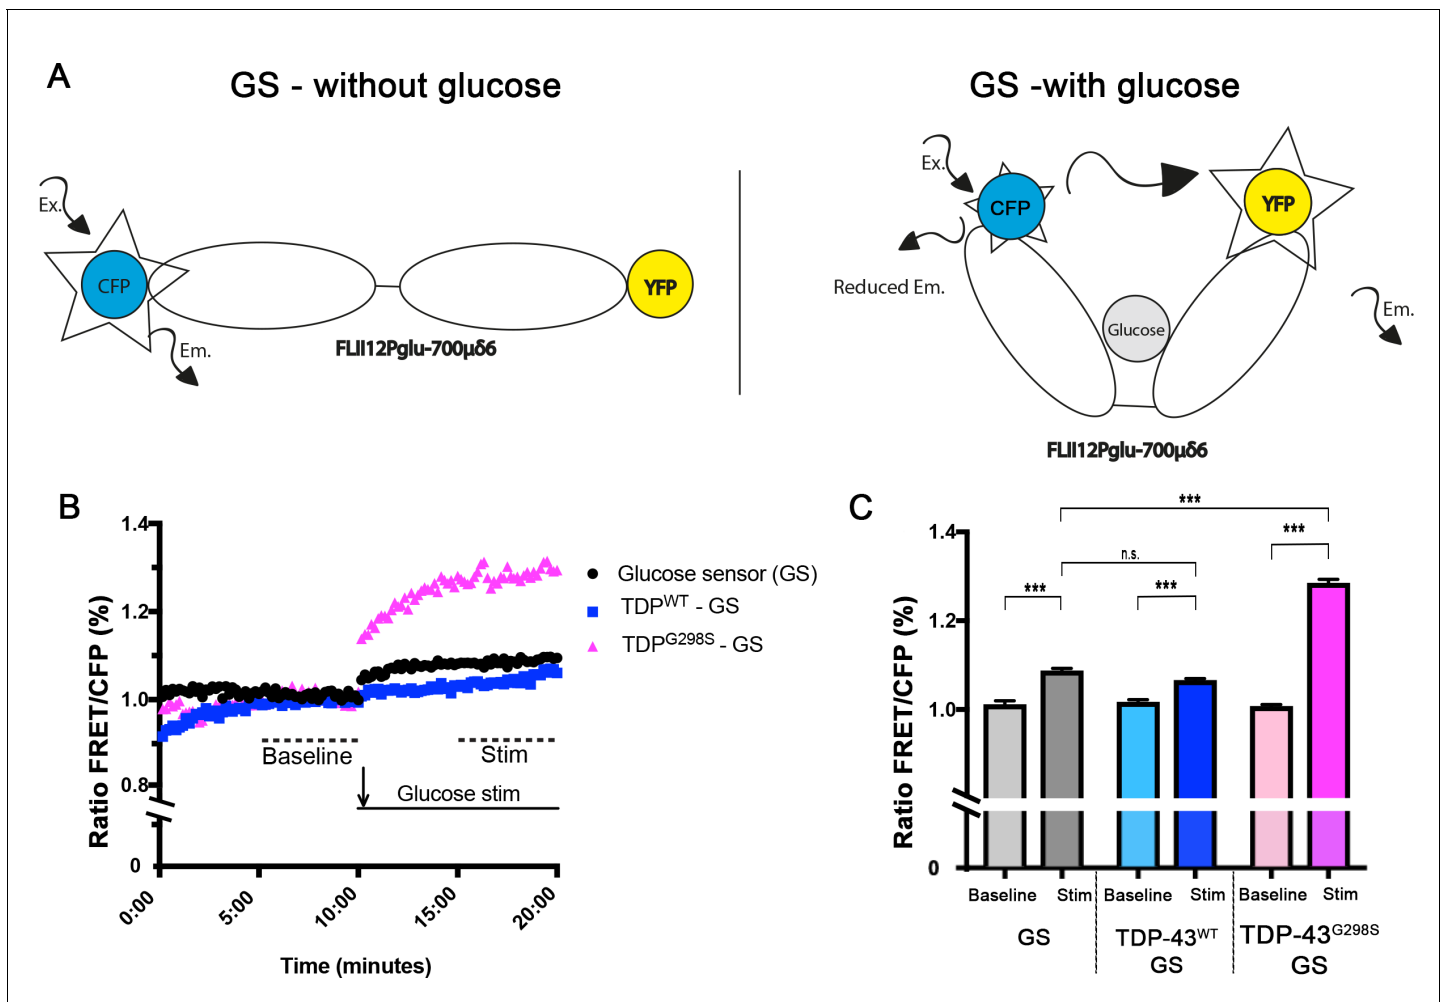 A
GS - without glucose
GS -with glucose
Ex.
CFP
YFP
Em.
FLII12Pglu-700μδ6
Ex.
CFP
YFP
Reduced Em.
Glucose
Em.
FLII12Pglu-700μδ6
B
Ratio FRET/CFP (%)
1.4
1.2
1.0
0.8
0
0:00
5:00
10:00
15:00
20:00
Time (minutes)
Baseline
Stim
Glucose stim
Glucose sensor (GS)
TDPWT - GS
TDPG298S - GS
C
Ratio FRET/CFP (%)
1.4
1.2
1.0
0
***
n.s.
***
***
***
Baseline Stim Baseline Stim Baseline Stim
GS
TDP-43WT
GS
TDP-43G298S
GS